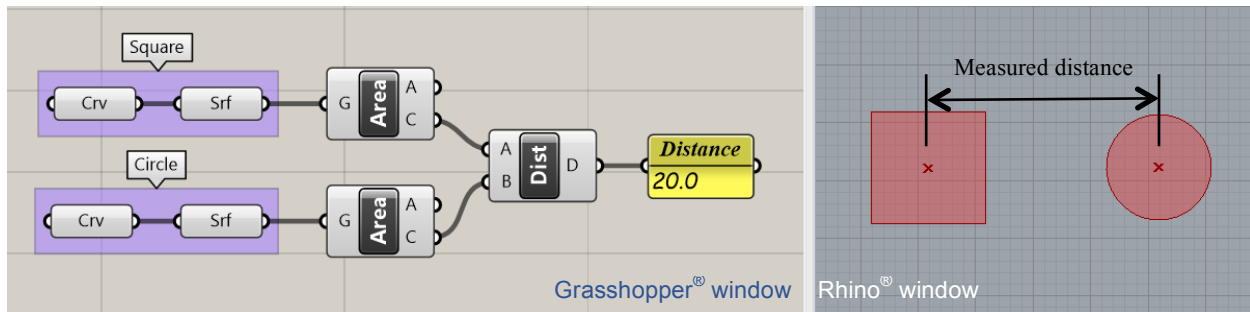 Square
Crv
Srf
G
Area
A
C
Circle
Crv
Srf
G
Area
A
C
A
B
Dist
D
Distance
20.0
Grasshopper® window
Measured distance
x
x
Rhino® window